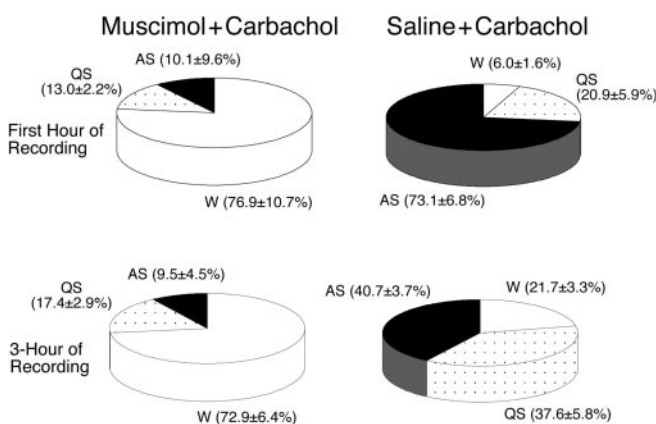 Muscimol+Carbachol
Saline+Carbachol
AS (10.1±9.6%)
QS
(13.0±2.2%)
W (6.0±1.6%)
QS
(20.9±5.9%)
First Hour of
Recording
W (76.9±10.7%)
AS (73.1±6.8%)
AS (9.5±4.5%)
QS
(17.4±2.9%)
AS (40.7±3.7%)
W (21.7±3.3%)
3-Hour of
Recording
W (72.9±6.4%)
QS (37.6±5.8%)